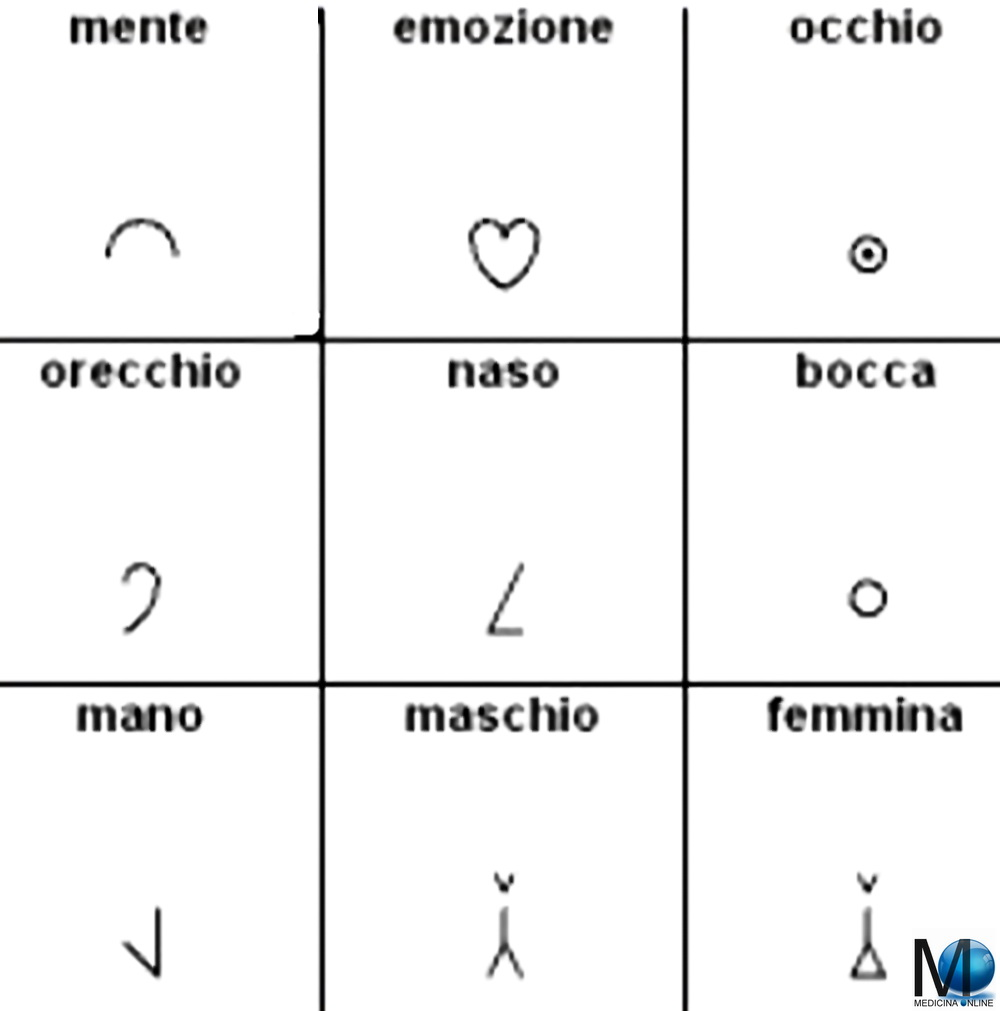 mente
emozione
occhio
orecchio
naso
bocca
mano
maschio
femmina
M
MEDICINA ONLINE